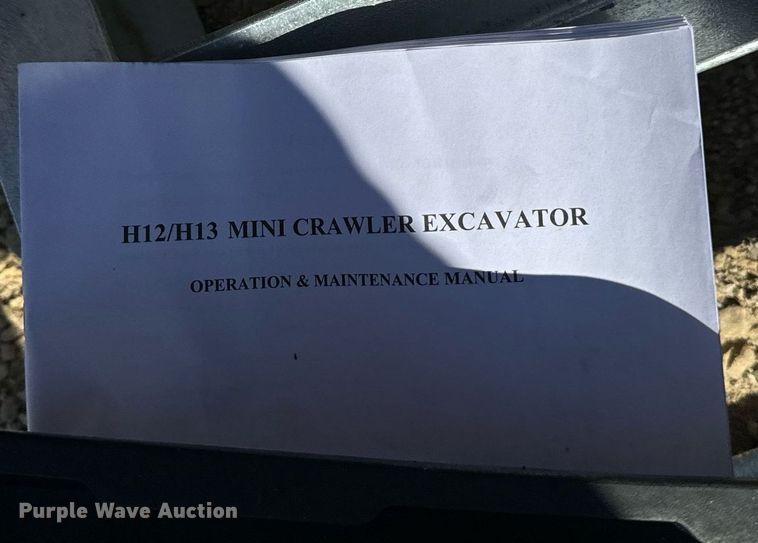 H12/H13 MINI CRAWLER EXCAVATOR
OPERATION & MAINTENANCE MANUAL
Purple Wave Auction